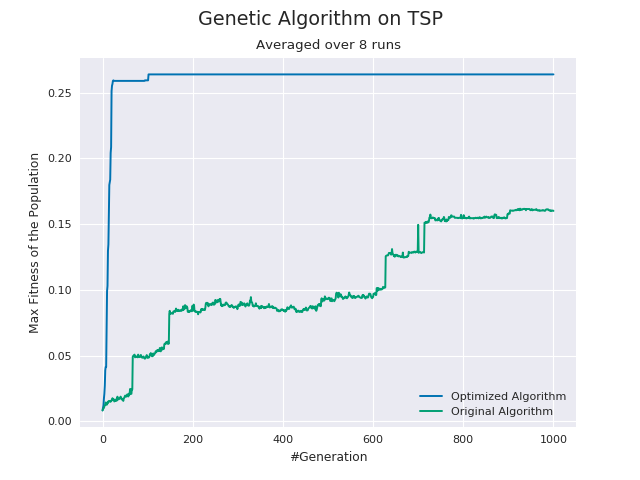 Genetic Algorithm on TSP
Averaged over 8 runs
Max Fitness of the Population
0.25
0.20
0.15
0.10
0.05
0.00
Optimized Algorithm
Original Algorithm
0 200 400 600 800 1000
#Generation